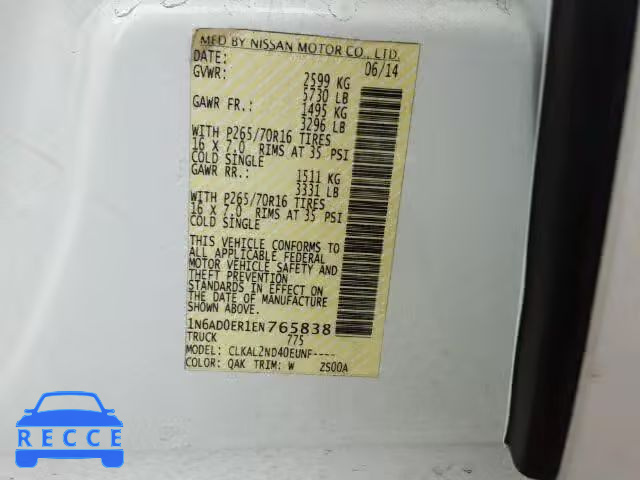 MFD BY NISSAN MOTOR CO., LTD.
DATE: 06/14
GVWR: 2599 KG
5730 LB
GAWR FR.: 1495 KG
3296 LB
WITH P265/70R16 TIRES
16 X 7.0 RIMS AT 35 PSI
COLD SINGLE
GAWR RR.: 1511 KG
3331 LB
WITH P265/70R16 TIRES
16 X 7.0 RIMS AT 35 PSI
COLD SINGLE
THIS VEHICLE CONFORMS TO
ALL APPLICABLE FEDERAL
MOTOR VEHICLE SAFETY AND
THEFT PREVENTION
STANDARDS IN EFFECT ON
THE DATE OF MANUFACTURE
SHOWN ABOVE.
1N6AD0ER1EN765838
TRUCK 775
MODEL: CLKAL2ND40EUNF----
COLOR: QAK TRIM: W ZS00A
RECCE